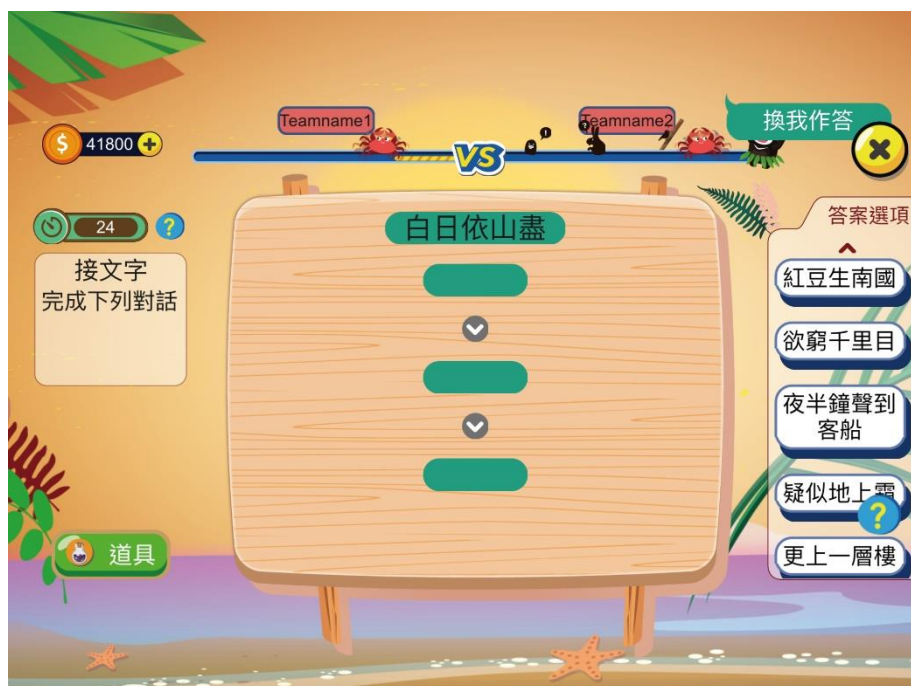 Teamname1
Teamname2
換我作答
41800
VS
24
?
接文字
完成下列對話
白日依山盡
答案選項
紅豆生南國
欲窮千里目
夜半鐘聲到
客船
疑似地上霜
?
更上一層樓
道具